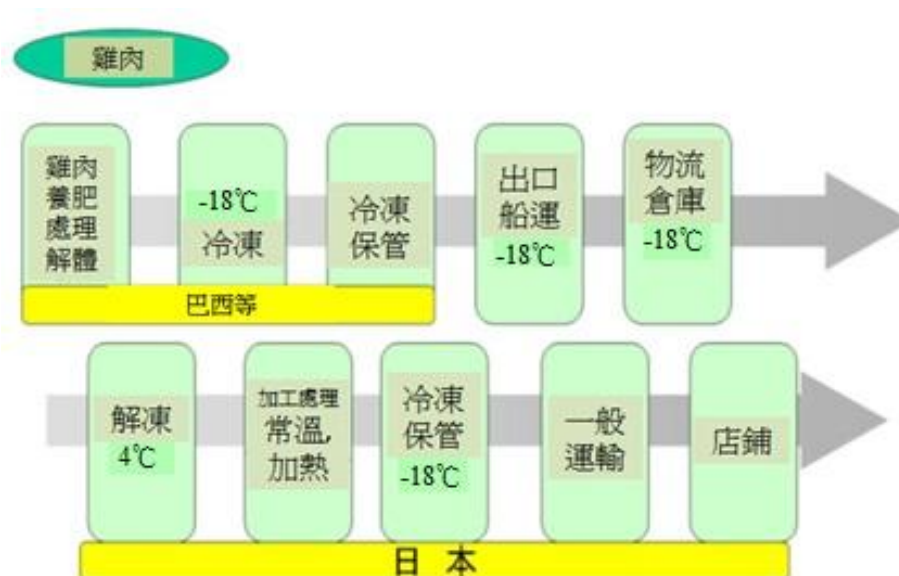 雞肉
雞肉
養肥
處理
解體
-18℃
冷凍
冷凍
保管
出口
船運
-18℃
物流
倉庫
-18℃
巴西等
解凍
4℃
加工處理
常溫,
加熱
冷凍
保管
-18℃
一般
運輸
店鋪
日 本